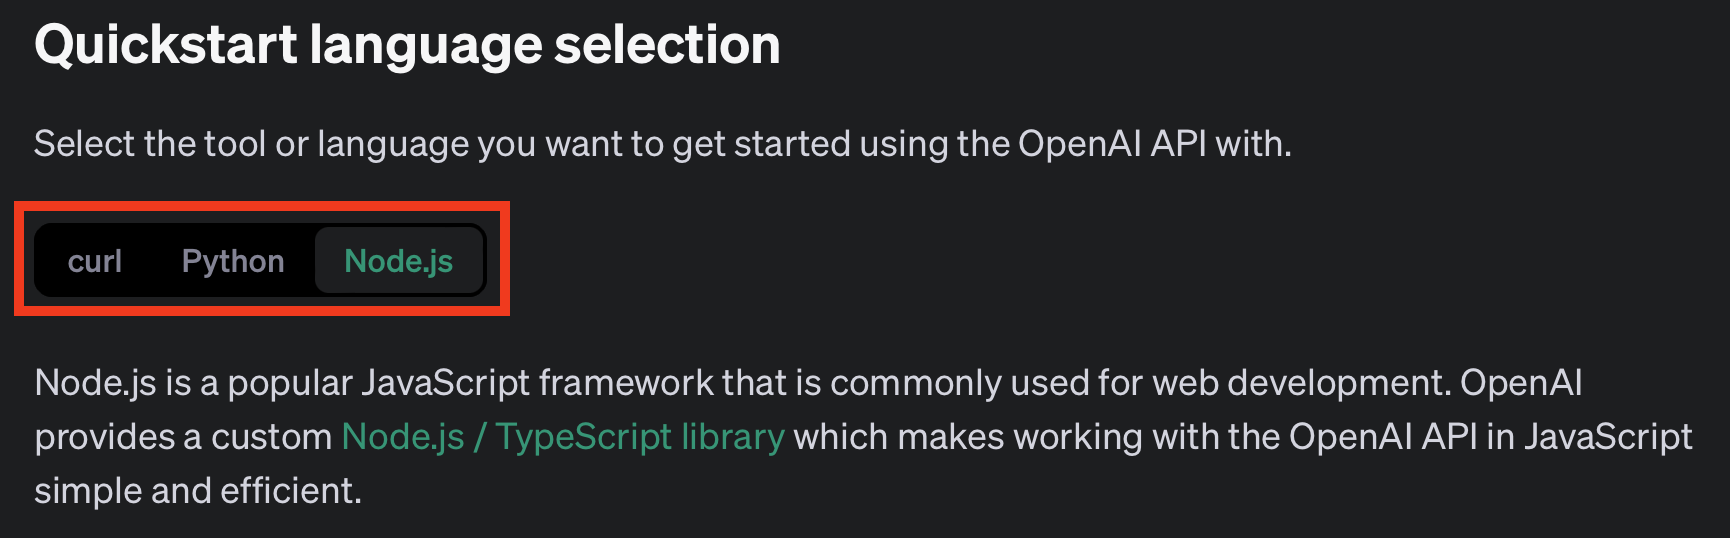 Quickstart language selection
Select the tool or language you want to get started using the OpenAI API with.
curl Python Node.js
Node.js is a popular JavaScript framework that is commonly used for web development. OpenAI
provides a custom Node.js / TypeScript library which makes working with the OpenAI API in JavaScript
simple and efficient.